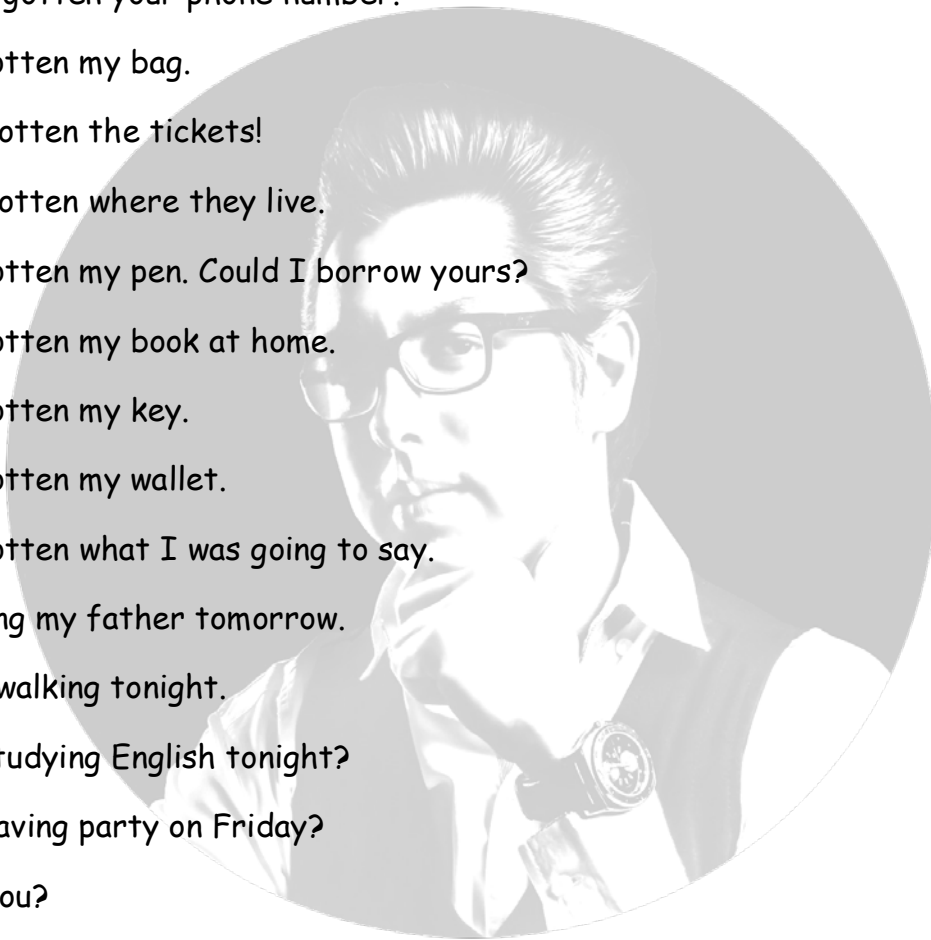 gotten your phone number.
otten my bag.
otten the tickets!
otten where they live.
otten my pen. Could I borrow yours?
otten my book at home.
otten my key.
otten my wallet.
otten what I was going to say.
ng my father tomorrow.
walking tonight.
tudying English tonight?
aving party on Friday?
ou?